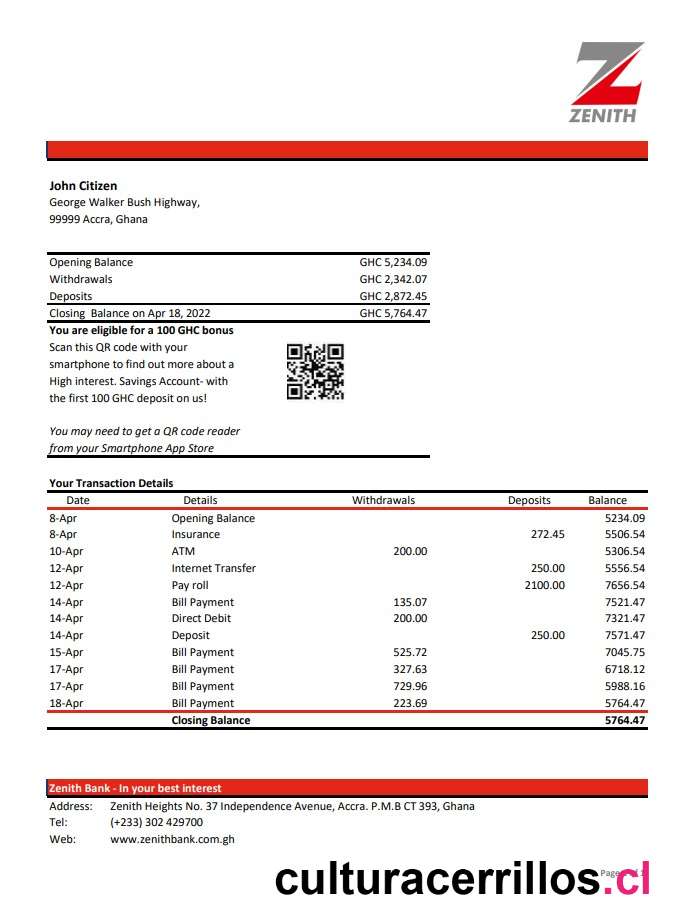 ZENITH
John Citizen
George Walker Bush Highway,
99999 Accra, Ghana
Opening Balance GHC 5,234.09
Withdrawals GHC 2,342.07
Deposits GHC 2,872.45
Closing Balance on Apr 18, 2022 GHC 5,764.47
You are eligible for a 100 GHC bonus
Scan this QR code with your
smartphone to find out more about a
High interest. Savings Account- with
the first 100 GHC deposit on us!
You may need to get a QR code reader
from your Smartphone App Store
Your Transaction Details
Date Details Withdrawals Deposits Balance
8-Apr Opening Balance 5234.09
8-Apr Insurance 272.45 5506.54
10-Apr ATM 200.00 5306.54
12-Apr Internet Transfer 250.00 5556.54
12-Apr Pay roll 2100.00 7656.54
14-Apr Bill Payment 135.07 7521.47
14-Apr Direct Debit 200.00 7321.47
14-Apr Deposit 250.00 7571.47
15-Apr Bill Payment 525.72 7045.75
17-Apr Bill Payment 327.63 6718.12
17-Apr Bill Payment 729.96 5988.16
18-Apr Bill Payment 223.69 5764.47
Closing Balance 5764.47
Zenith Bank - In your best interest
Address: Zenith Heights No. 37 Independence Avenue, Accra. P.M.B CT 393, Ghana
Tel: (+233) 302 429700
Web: www.zenithbank.com.gh
Page
culturacerrillos.cl